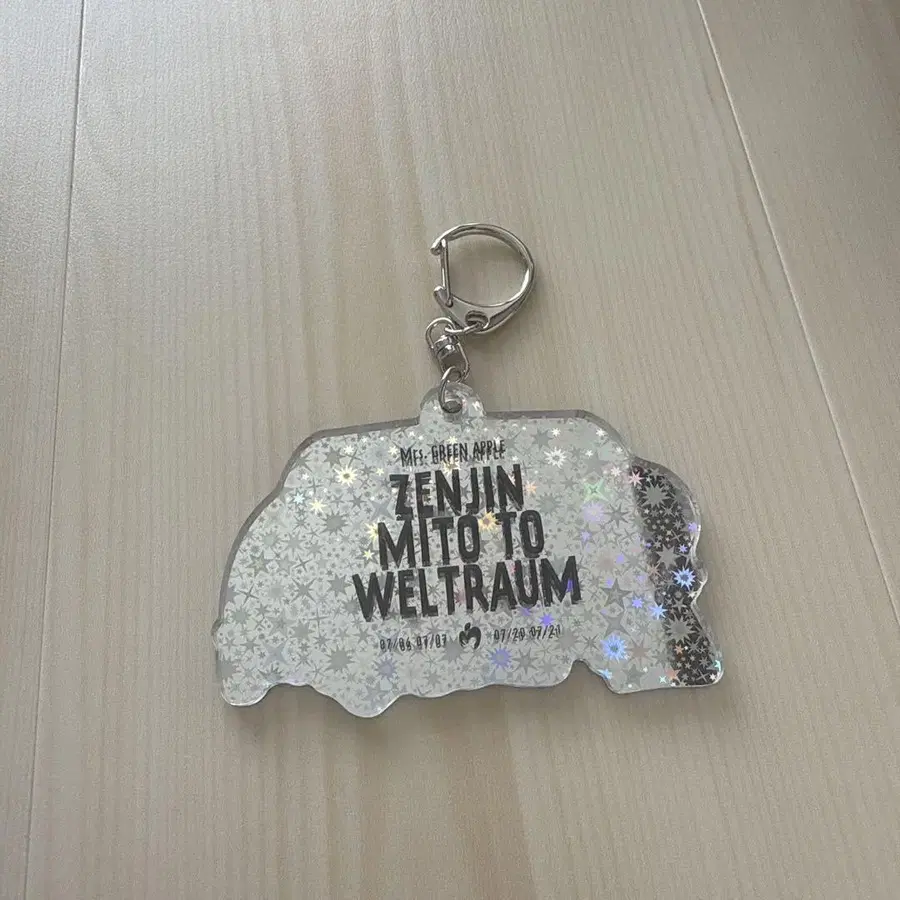 Mrs. GREEN APPLE
ZENJIN
MITO TO
WELTRAUM
07/06 07/07 07/20 07/21